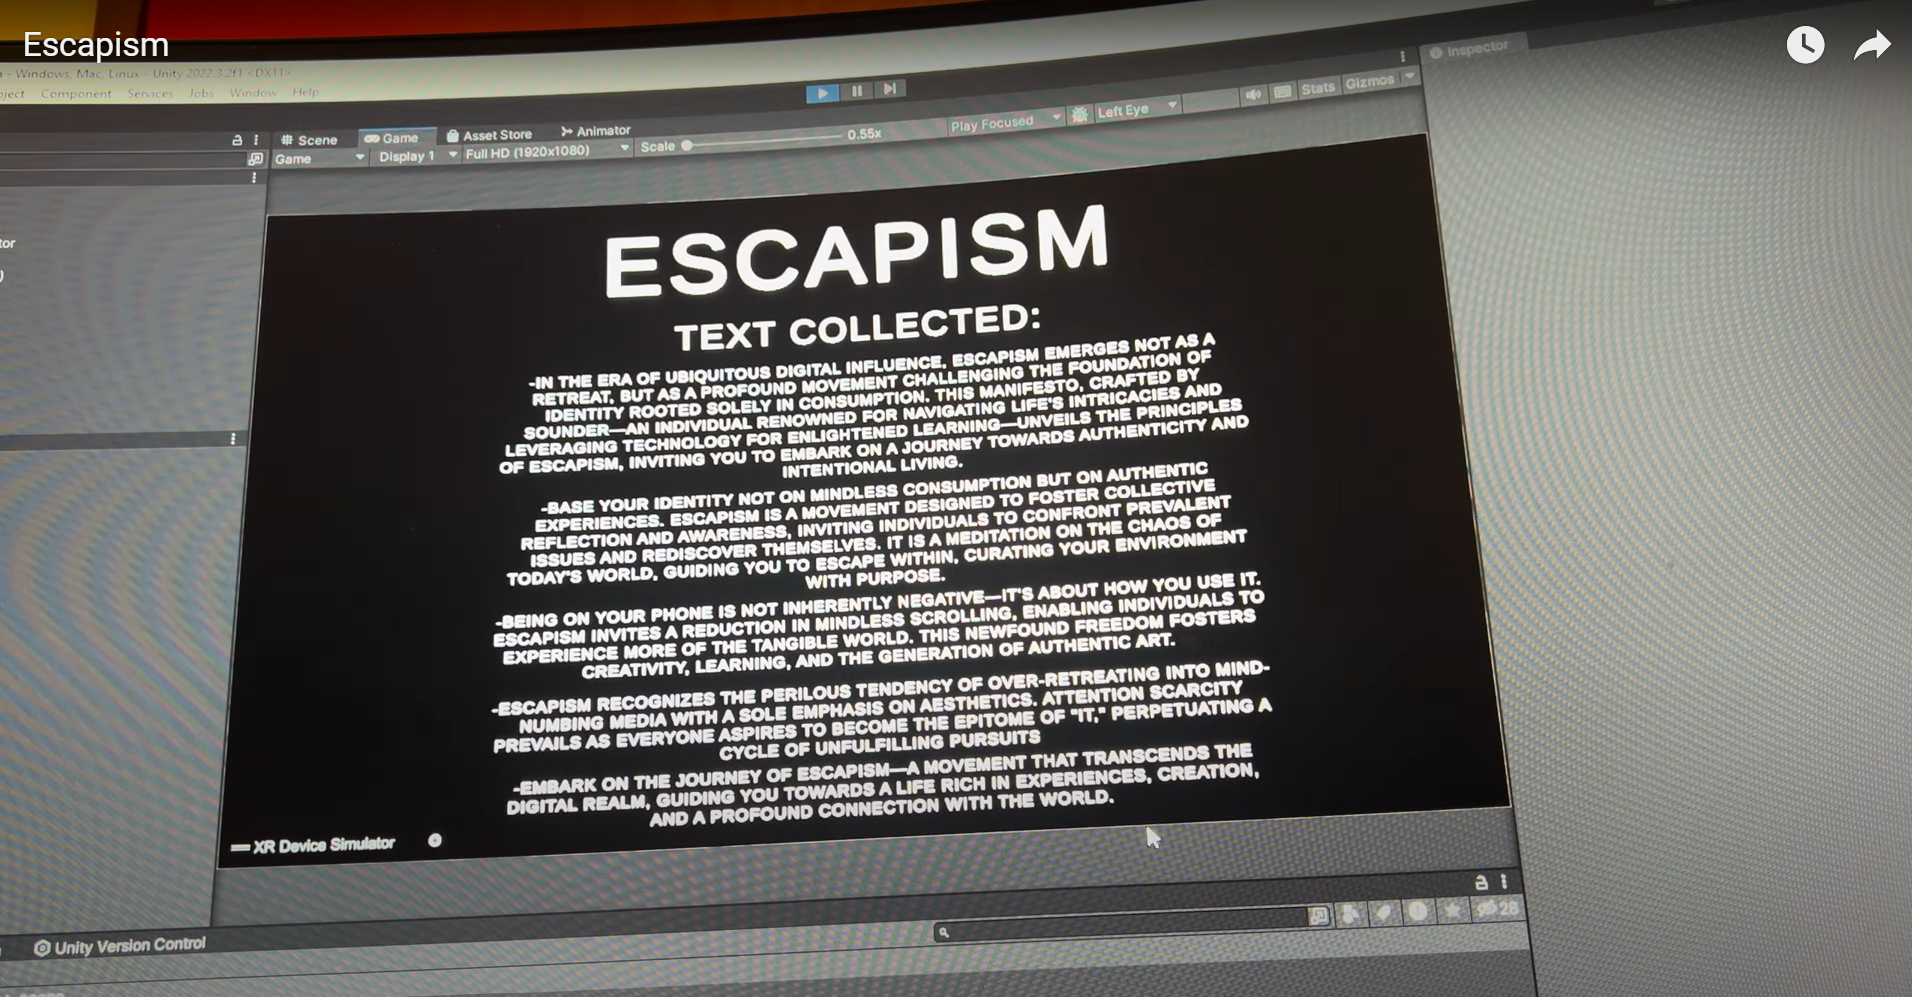 Escapism
- Windows, Mac, Linux - Unity 2022.3.2f1 <DX11>
Component Services Jobs Window Help
Inspector
Scene Game Asset Store Animator
Game Display 1 Full HD (1920x1080) Scale 0.55x Play Focused Left Eye Stats Gizmos
tor
ESCAPISM
TEXT COLLECTED:
-IN THE ERA OF UBIQUITOUS DIGITAL INFLUENCE, ESCAPISM EMERGES NOT AS A
RETREAT, BUT AS A PROFOUND MOVEMENT CHALLENGING THE FOUNDATION OF
IDENTITY ROOTED SOLELY IN CONSUMPTION. THIS MANIFESTO, CRAFTED BY
SOUNDER—AN INDIVIDUAL RENOWNED FOR NAVIGATING LIFE'S INTRICACIES AND
LEVERAGING TECHNOLOGY FOR ENLIGHTENED LEARNING—UNVEILS THE PRINCIPLES
OF ESCAPISM, INVITING YOU TO EMBARK ON A JOURNEY TOWARDS AUTHENTICITY AND
INTENTIONAL LIVING.
-BASE YOUR IDENTITY NOT ON MINDLESS CONSUMPTION BUT ON AUTHENTIC
EXPERIENCES. ESCAPISM IS A MOVEMENT DESIGNED TO FOSTER COLLECTIVE
REFLECTION AND AWARENESS, INVITING INDIVIDUALS TO CONFRONT PREVALENT
ISSUES AND REDISCOVER THEMSELVES. IT IS A MEDITATION ON THE CHAOS OF
TODAY'S WORLD, GUIDING YOU TO ESCAPE WITHIN, CURATING YOUR ENVIRONMENT
WITH PURPOSE.
-BEING ON YOUR PHONE IS NOT INHERENTLY NEGATIVE—IT'S ABOUT HOW YOU USE IT.
ESCAPISM INVITES A REDUCTION IN MINDLESS SCROLLING, ENABLING INDIVIDUALS TO
EXPERIENCE MORE OF THE TANGIBLE WORLD. THIS NEWFOUND FREEDOM FOSTERS
CREATIVITY, LEARNING, AND THE GENERATION OF AUTHENTIC ART.
-ESCAPISM RECOGNIZES THE PERILOUS TENDENCY OF OVER-RETREATING INTO MIND-
NUMBING MEDIA WITH A SOLE EMPHASIS ON AESTHETICS. ATTENTION SCARCITY
PREVAILS AS EVERYONE ASPIRES TO BECOME THE EPITOME OF "IT," PERPETUATING A
CYCLE OF UNFULFILLING PURSUITS
-EMBARK ON THE JOURNEY OF ESCAPISM—A MOVEMENT THAT TRANSCENDS THE
DIGITAL REALM, GUIDING YOU TOWARDS A LIFE RICH IN EXPERIENCES, CREATION,
AND A PROFOUND CONNECTION WITH THE WORLD.
XR Device Simulator
28
Unity Version Control